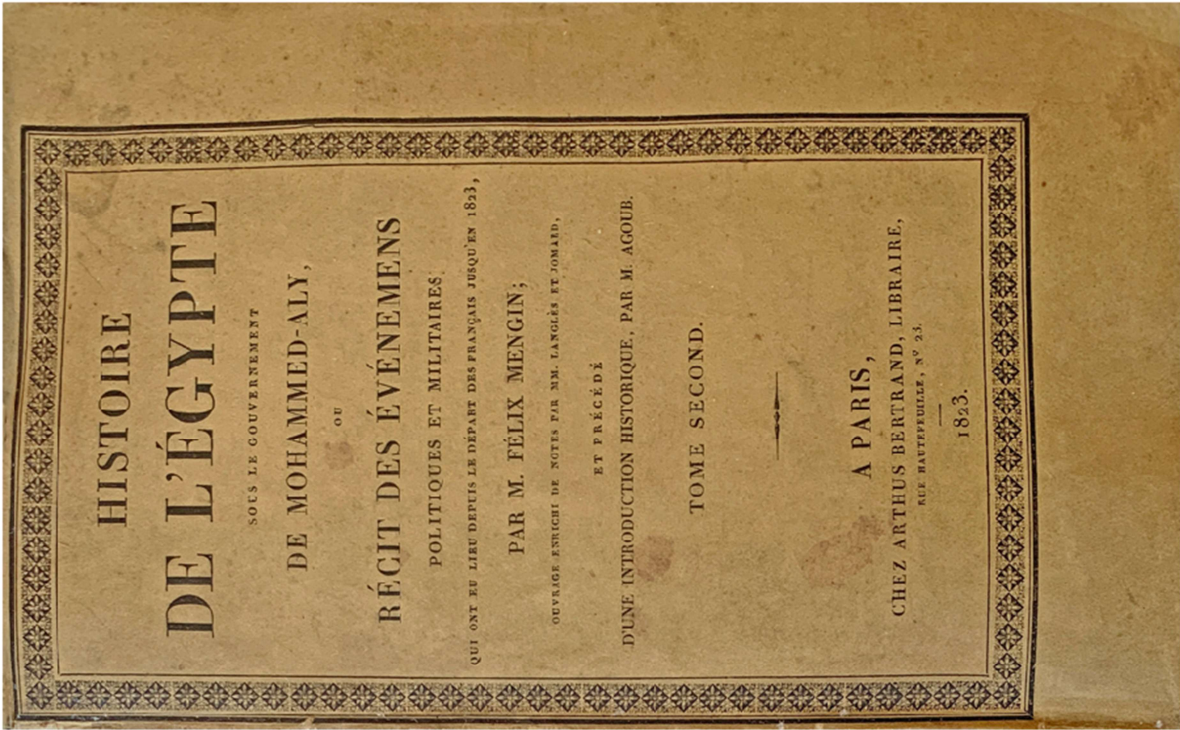 HISTOIRE
DE L'ÉGYPTE
SOUS LE GOUVERNEMENT
DE MOHAMMED-ALY,
OU
RÉCIT DES ÉVÉNEMENS
POLITIQUES ET MILITAIRES
QUI ONT EU LIEU DEPUIS LE DÉPART DES FRANÇAIS JUSQU'EN 1823,
PAR M. FÉLIX MENGIN;
OUVRAGE ENRICHI DE NOTES PAR MM. LANGLÈS ET JOMARD,
ET PRÉCÉDÉ
D'UNE INTRODUCTION HISTORIQUE, PAR M. AGOUB.
TOME SECOND.
A PARIS,
CHEZ ARTHUS BERTRAND, LIBRAIRE,
RUE HAUTEFEUILLE, Nº 23.
1823.